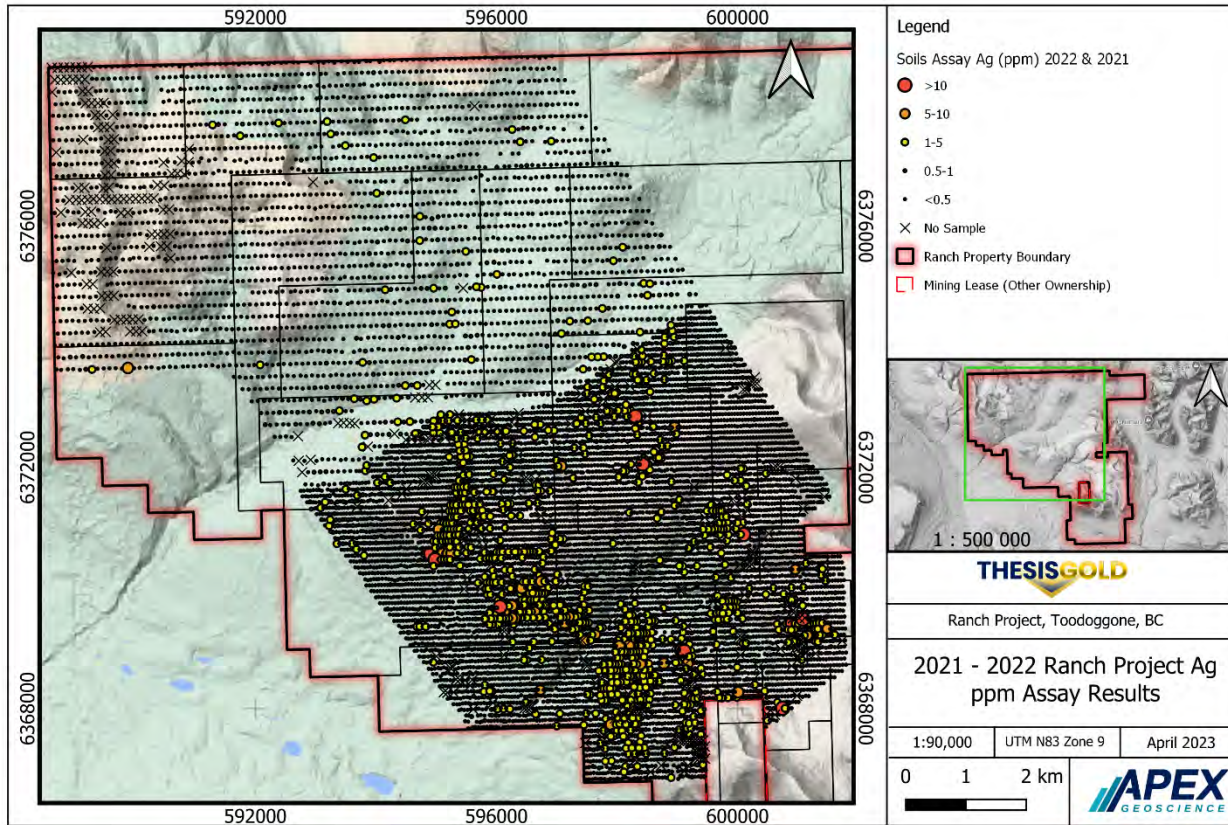 592000 596000 600000
6376000 6376000
6372000 6372000
6368000 6368000
592000 596000 600000
Legend
Soils Assay Ag (ppm) 2022 & 2021
>10
5-10
1-5
0.5-1
<0.5
No Sample
Ranch Property Boundary
Mining Lease (Other Ownership)
1 : 500 000
THESISGOLD
Ranch Project, Toodoggone, BC
2021 - 2022 Ranch Project Ag
ppm Assay Results
1:90,000 UTM N83 Zone 9 April 2023
0 1 2 km
APEX
GEOSCIENCE